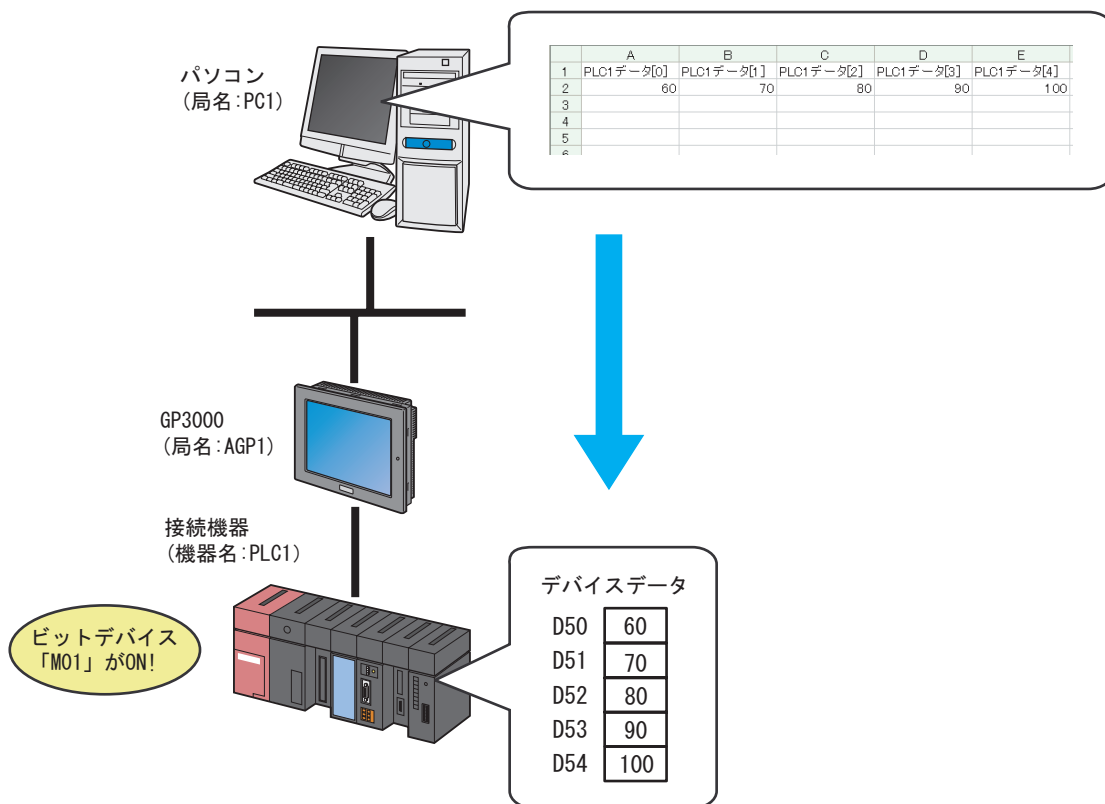 パソコン
(局名:PC1)
A B C D E
1 PLC1データ[0] PLC1データ[1] PLC1データ[2] PLC1データ[3] PLC1データ[4]
2 60 70 80 90 100
3
4
5
6
GP3000
(局名:AGP1)
接続機器
(機器名:PLC1)
ビットデバイス
「M01」がON!
デバイスデータ
D50 60
D51 70
D52 80
D53 90
D54 100